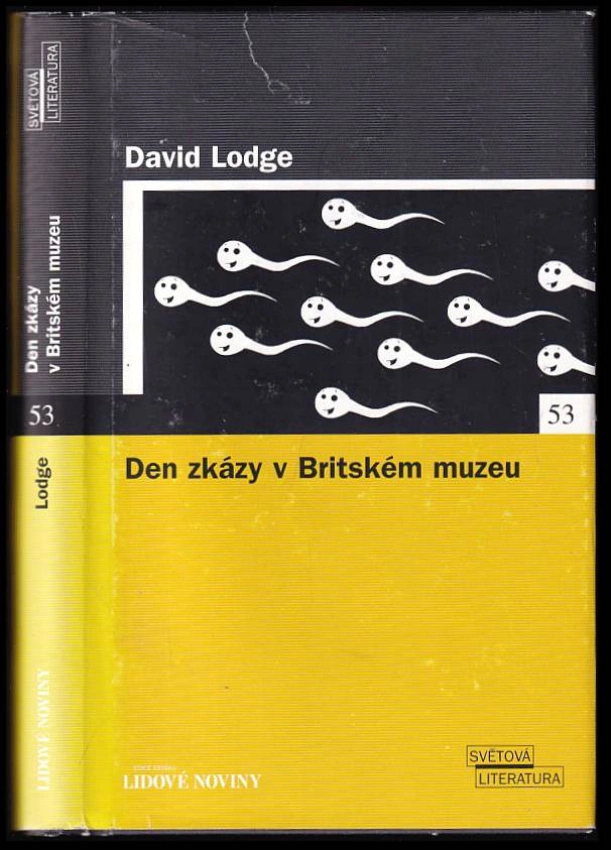 SVĚTOVÁ
LITERATURA
Den zkázy
v Britském muzeu
53
Lodge
LIDOVÉ NOVINY
David Lodge
53
Den zkázy v Britském muzeu
LIDOVÉ NOVINY
SVĚTOVÁ
LITERATURA